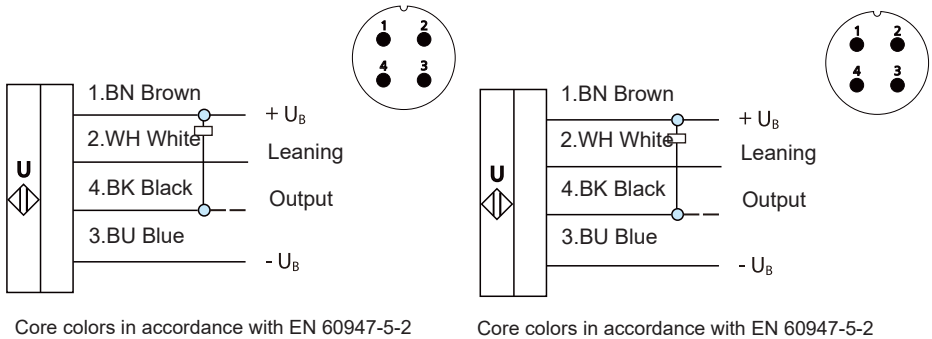 1 2
4 3
1.BN Brown
+ UB
2.WH White
Leaning
U
4.BK Black
Output
3.BU Blue
- UB
Core colors in accordance with EN 60947-5-2
1 2
4 3
1.BN Brown
+ UB
2.WH White
Leaning
U
4.BK Black
Output
3.BU Blue
- UB
Core colors in accordance with EN 60947-5-2